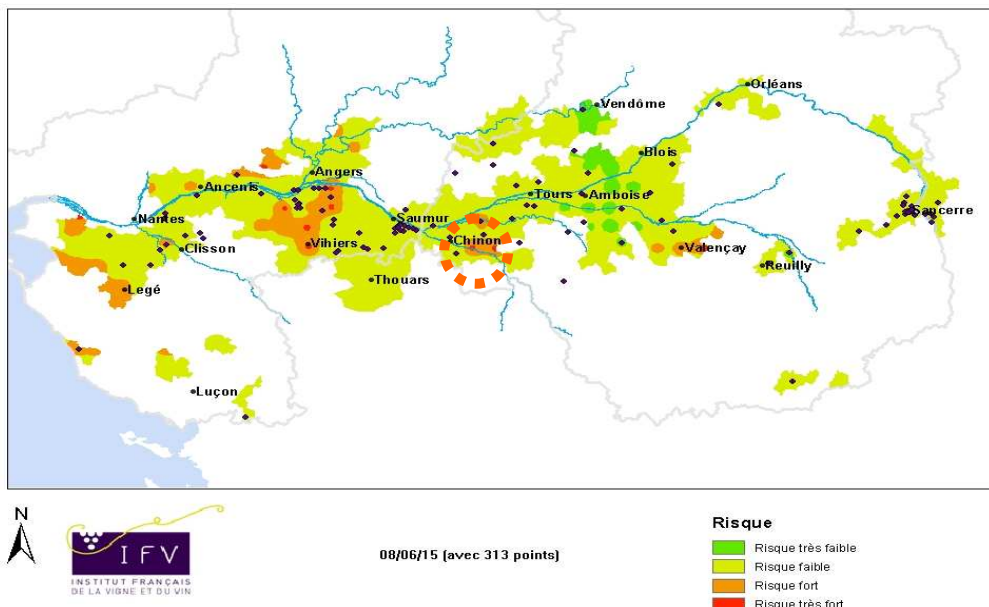 Orléans
Vendôme
Blois
Angers
Ancenis
Tours
Amboise
Nantes
Saumur
Sancerre
Chinon
Clisson
Vihiers
Valençay
Reuilly
Thouars
Legé
Luçon
N
IFV
INSTITUT FRANÇAIS
DE LA VIGNE ET DU VIN
08/06/15 (avec 313 points)
Risque
Risque très faible
Risque faible
Risque fort
Risque très fort